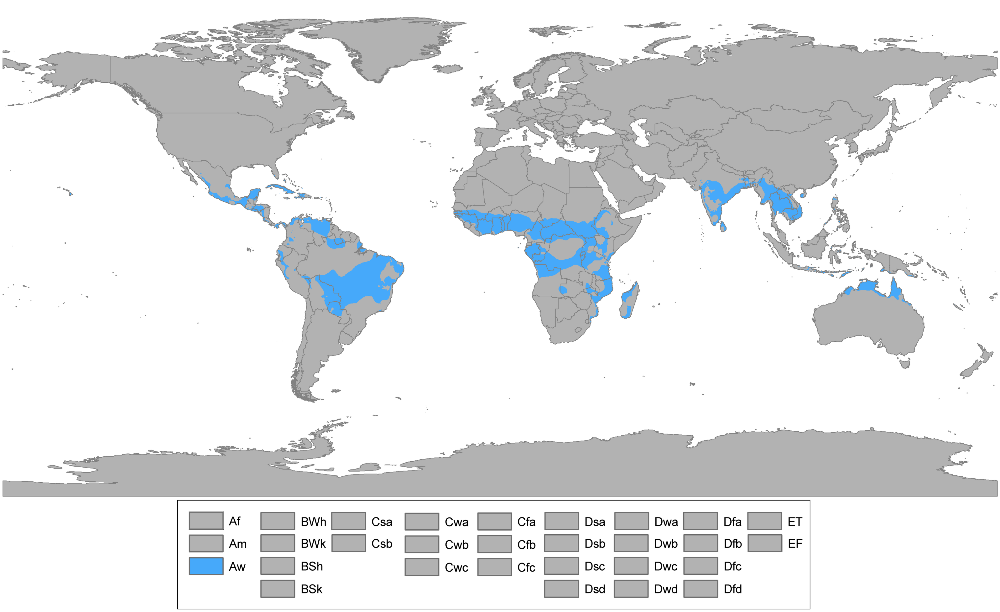 Af BWh Csa Cwa Cfa Dsa Dwa Dfa ET
Am BWk Csb Cwb Cfb Dsb Dwb Dfb EF
Aw BSh Cwc Cfc Dsc Dwc Dfc
BSk Dsd Dwd Dfd